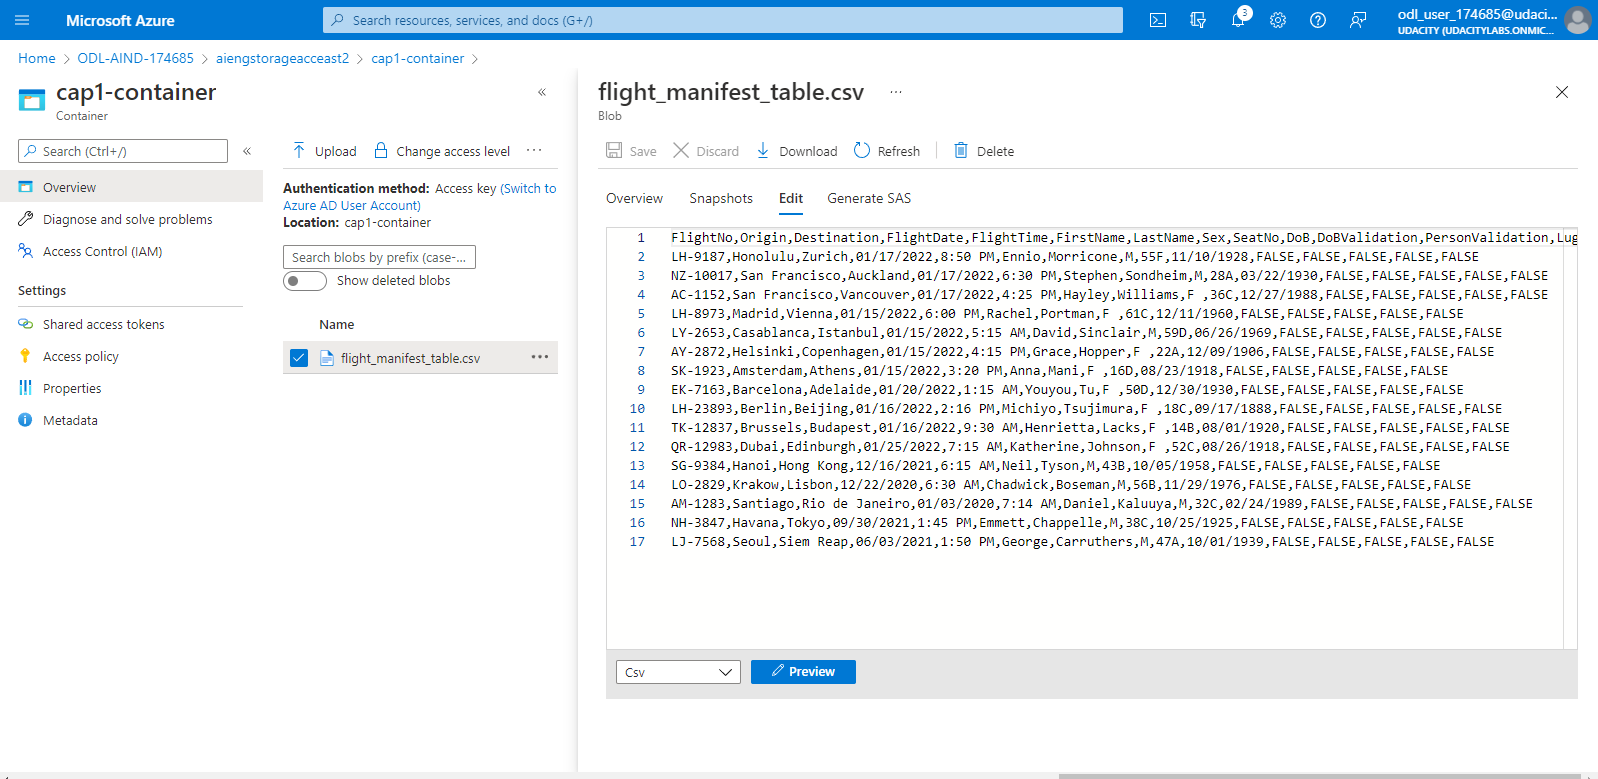 Microsoft Azure
Search resources, services, and docs (G+/)
3
odl_user_174685@udaci...
UDACITY (UDACITYLABS.ONMIC...
Home > ODL-AIND-174685 > aiengstorageacceast2 > cap1-container >
cap1-container
Container
Search (Ctrl+/)
Overview
Diagnose and solve problems
Access Control (IAM)
Settings
Shared access tokens
Access policy
Properties
Metadata
Upload
Change access level
...
Authentication method: Access key (Switch to
Azure AD User Account)
Location: cap1-container
Search blobs by prefix (case-...
Show deleted blobs
Name
flight_manifest_table.csv
...
flight_manifest_table.csv ...
Blob
Save
Discard
Download
Refresh
Delete
Overview
Snapshots
Edit
Generate SAS
1 FlightNo,Origin,Destination,FlightDate,FlightTime,FirstName,LastName,Sex,SeatNo,DoB,DoBValidation,PersonValidation,Lug
2 LH-9187,Honolulu,Zurich,01/17/2022,8:50 PM,Ennio,Morricone,M,55F,11/10/1928,FALSE,FALSE,FALSE,FALSE,FALSE
3 NZ-10017,San Francisco,Auckland,01/17/2022,6:30 PM,Stephen,Sondheim,M,28A,03/22/1930,FALSE,FALSE,FALSE,FALSE,FALSE
4 AC-1152,San Francisco,Vancouver,01/17/2022,4:25 PM,Hayley,Williams,F ,36C,12/27/1988,FALSE,FALSE,FALSE,FALSE,FALSE
5 LH-8973,Madrid,Vienna,01/15/2022,6:00 PM,Rachel,Portman,F ,61C,12/11/1960,FALSE,FALSE,FALSE,FALSE,FALSE
6 LY-2653,Casablanca,Istanbul,01/15/2022,5:15 AM,David,Sinclair,M,59D,06/26/1969,FALSE,FALSE,FALSE,FALSE,FALSE
7 AY-2872,Helsinki,Copenhagen,01/15/2022,4:15 PM,Grace,Hopper,F ,22A,12/09/1906,FALSE,FALSE,FALSE,FALSE,FALSE
8 SK-1923,Amsterdam,Athens,01/15/2022,3:20 PM,Anna,Mani,F ,16D,08/23/1918,FALSE,FALSE,FALSE,FALSE,FALSE
9 EK-7163,Barcelona,Adelaide,01/20/2022,1:15 AM,Youyou,Tu,F ,50D,12/30/1930,FALSE,FALSE,FALSE,FALSE,FALSE
10 LH-23893,Berlin,Beijing,01/16/2022,2:16 PM,Michiyo,Tsujimura,F ,18C,09/17/1888,FALSE,FALSE,FALSE,FALSE,FALSE
11 TK-12837,Brussels,Budapest,01/16/2022,9:30 AM,Henrietta,Lacks,F ,14B,08/01/1920,FALSE,FALSE,FALSE,FALSE,FALSE
12 QR-12983,Dubai,Edinburgh,01/25/2022,7:15 AM,Katherine,Johnson,F ,52C,08/26/1918,FALSE,FALSE,FALSE,FALSE,FALSE
13 SG-9384,Hanoi,Hong Kong,12/16/2021,6:15 AM,Neil,Tyson,M,43B,10/05/1958,FALSE,FALSE,FALSE,FALSE,FALSE
14 LO-2829,Krakow,Lisbon,12/22/2020,6:30 AM,Chadwick,Boseman,M,56B,11/29/1976,FALSE,FALSE,FALSE,FALSE,FALSE
15 AM-1283,Santiago,Rio de Janeiro,01/03/2020,7:14 AM,Daniel,Kaluuya,M,32C,02/24/1989,FALSE,FALSE,FALSE,FALSE,FALSE
16 NH-3847,Havana,Tokyo,09/30/2021,1:45 PM,Emmett,Chappelle,M,38C,10/25/1925,FALSE,FALSE,FALSE,FALSE,FALSE
17 LJ-7568,Seoul,Siem Reap,06/03/2021,1:50 PM,George,Carruthers,M,47A,10/01/1939,FALSE,FALSE,FALSE,FALSE,FALSE
Csv
Preview